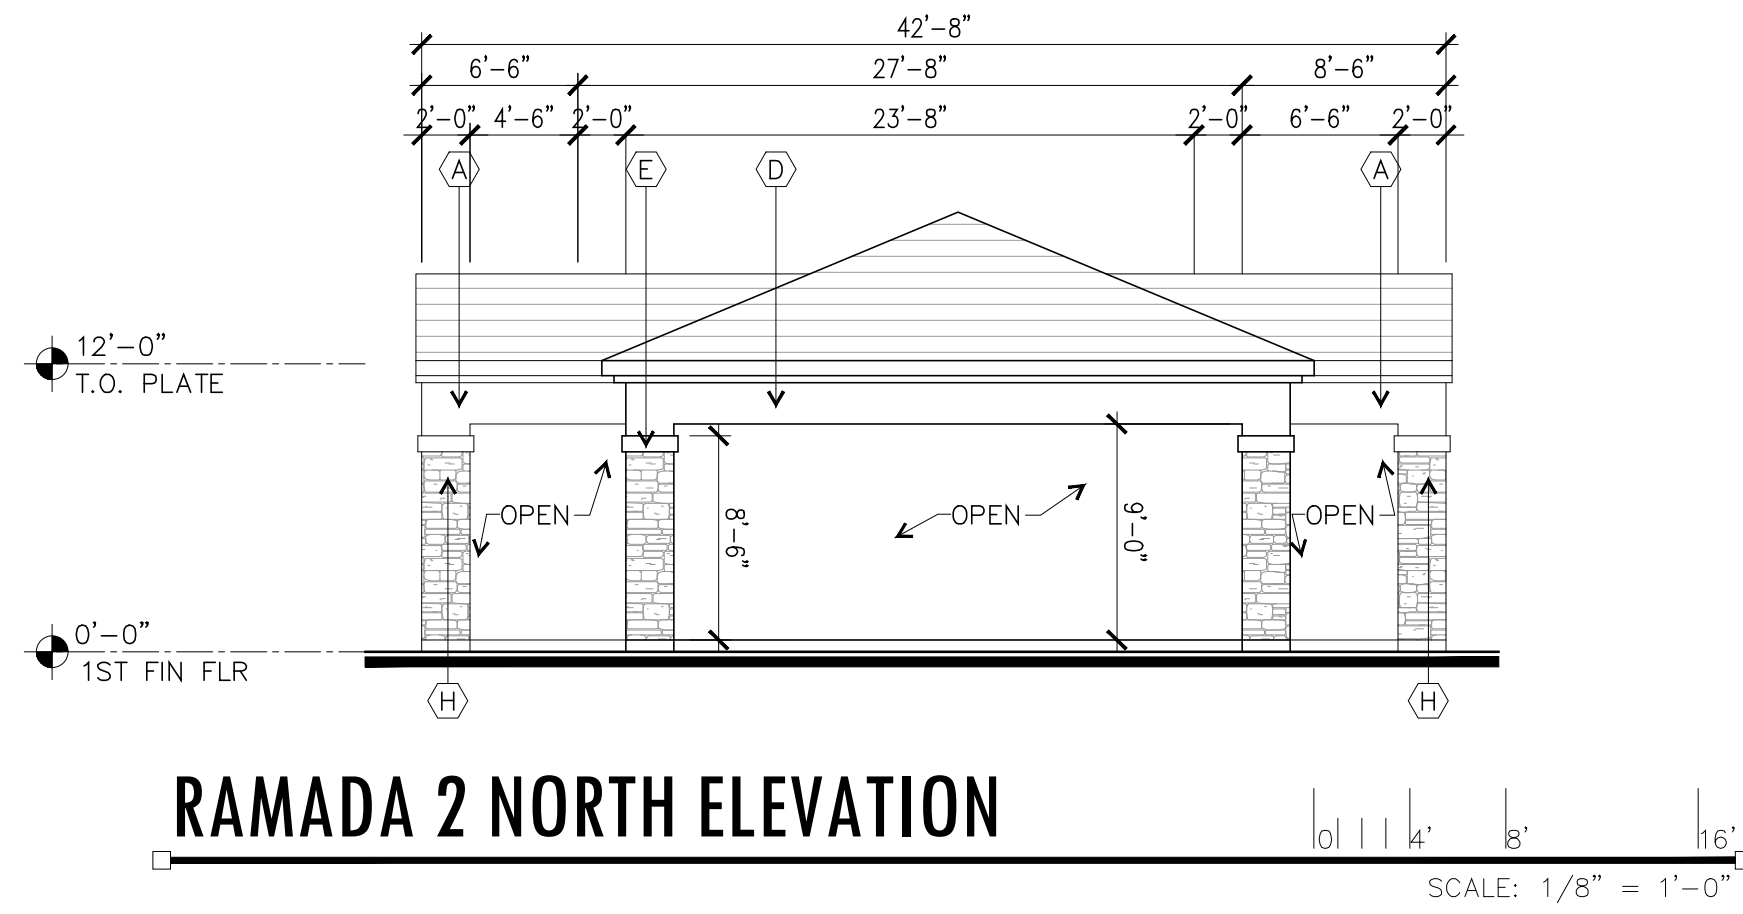 42'-8"
6'-6" 27'-8" 8'-6"
2'-0" 4'-6" 2'-0" 23'-8" 2'-0" 6'-6" 2'-0"
A E D A
12'-0"
T.O. PLATE
OPEN 8'-6" OPEN 9'-0" OPEN
0'-0"
1ST FIN FLR
H H
RAMADA 2 NORTH ELEVATION
0 4' 8' 16'
SCALE: 1/8" = 1'-0"